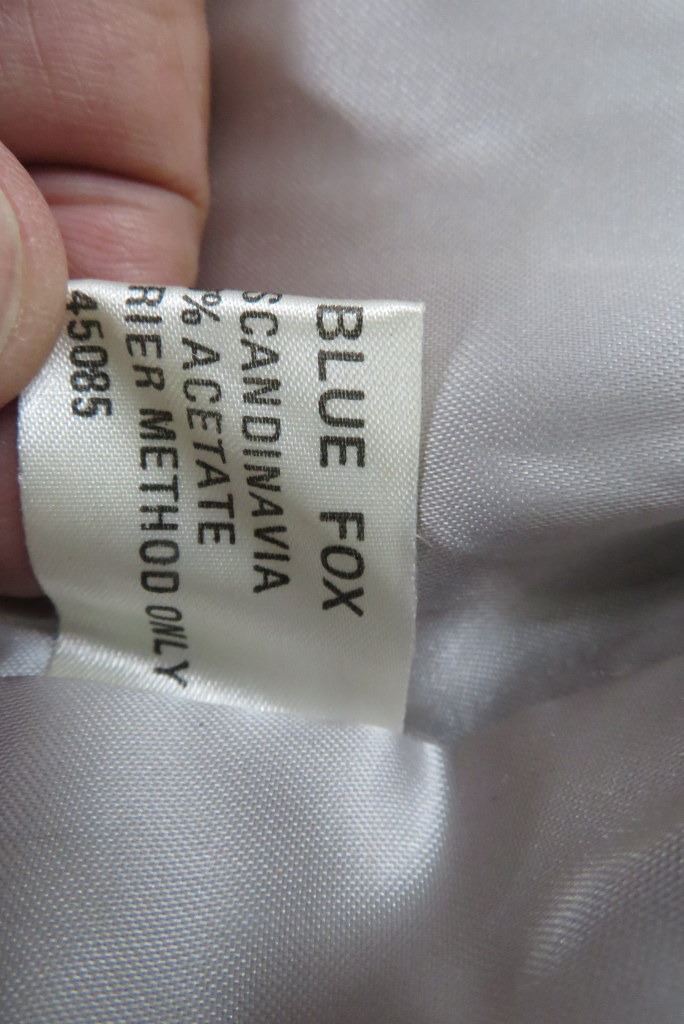 BLUE FOX
SCANDINAVIA
% ACETATE
RIER METHOD ONLY
45085